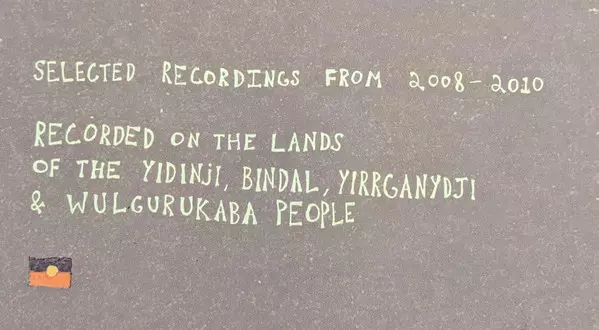 SELECTED RECORDINGS FROM 2008-2010
RECORDED ON THE LANDS
OF THE YIDINJI, BINDAL, YIRRGANYDJI
& WULGURUKABA PEOPLE